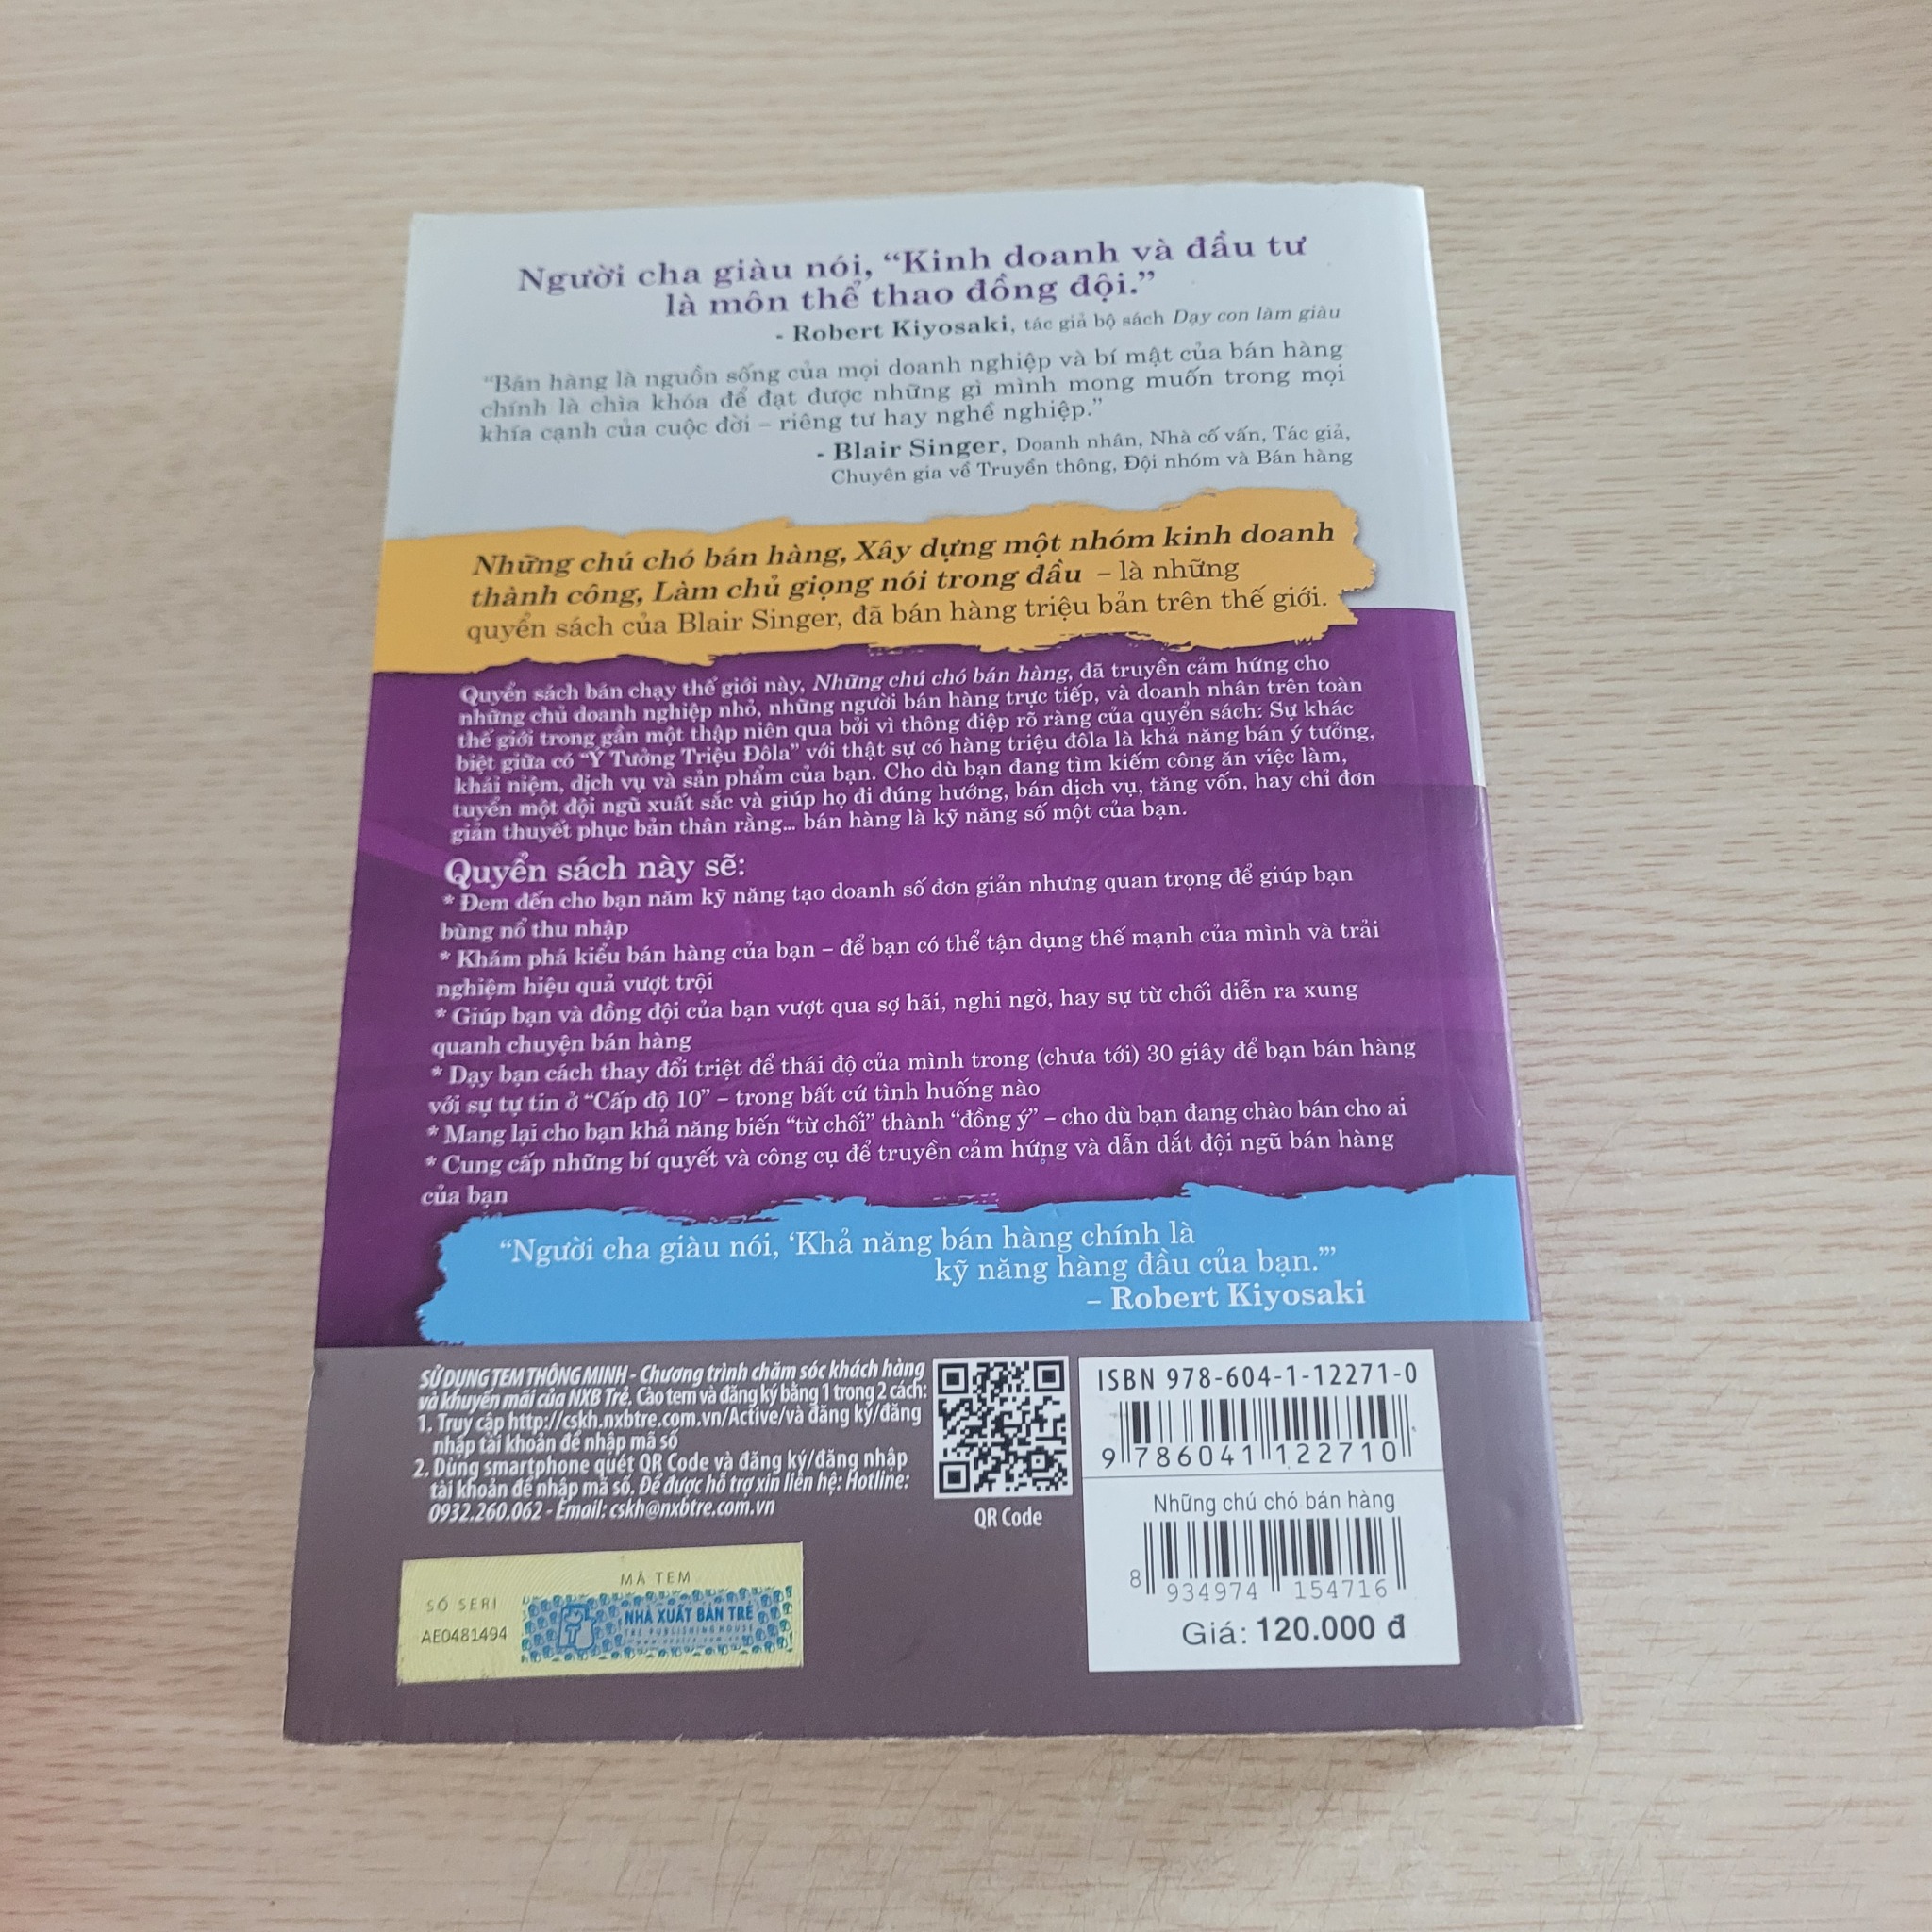 Người cha giàu nói, “Kinh doanh và đầu tư
là môn thể thao đồng đội.”
- Robert Kiyosaki, tác giả bộ sách Dạy con làm giàu
“Bán hàng là nguồn sống của mọi doanh nghiệp và bí mật của bán hàng
chính là chìa khóa để đạt được những gì mình mong muốn trong mọi
khía cạnh của cuộc đời – riêng tư hay nghề nghiệp.”
- Blair Singer, Doanh nhân, Nhà cố vấn, Tác giả,
Chuyên gia về Truyền thông, Đội nhóm và Bán hàng
Những chú chó bán hàng, Xây dựng một nhóm kinh doanh
thành công, Làm chủ giọng nói trong đầu – là những
quyển sách của Blair Singer, đã bán hàng triệu bản trên thế giới.
Quyển sách bán chạy thế giới này, Những chú chó bán hàng, đã truyền cảm hứng cho
những chủ doanh nghiệp nhỏ, những người bán hàng trực tiếp, và doanh nhân trên toàn
thế giới trong gần một thập niên qua bởi vì thông điệp rõ ràng của quyển sách: Sự khác
biệt giữa có “Ý Tưởng Triệu Đôla” với thật sự có hàng triệu đôla là khả năng bán ý tưởng,
khái niệm, dịch vụ và sản phẩm của bạn. Cho dù bạn đang tìm kiếm công ăn việc làm,
tuyển một đội ngũ xuất sắc và giúp họ đi đúng hướng, bán dịch vụ, tăng vốn, hay chỉ đơn
giản thuyết phục bản thân rằng... bán hàng là kỹ năng số một của bạn.
Quyển sách này sẽ:
* Đem đến cho bạn năm kỹ năng tạo doanh số đơn giản nhưng quan trọng để giúp bạn
bùng nổ thu nhập
* Khám phá kiểu bán hàng của bạn – để bạn có thể tận dụng thế mạnh của mình và trải
nghiệm hiệu quả vượt trội
* Giúp bạn và đồng đội của bạn vượt qua sợ hãi, nghi ngờ, hay sự từ chối diễn ra xung
quanh chuyện bán hàng
* Dạy bạn cách thay đổi triệt để thái độ của mình trong (chưa tới) 30 giây để bạn bán hàng
với sự tự tin ở “Cấp độ 10” – trong bất cứ tình huống nào
* Mang lại cho bạn khả năng biến “từ chối” thành “đồng ý” – cho dù bạn đang chào bán cho ai
* Cung cấp những bí quyết và công cụ để truyền cảm hứng và dẫn dắt đội ngũ bán hàng
của bạn
“Người cha giàu nói, ‘Khả năng bán hàng chính là
kỹ năng hàng đầu của bạn.’”
– Robert Kiyosaki
SỬ DỤNG TEM THÔNG MINH - Chương trình chăm sóc khách hàng
và khuyến mãi của NXB Trẻ. Cào tem và đăng ký bằng 1 trong 2 cách:
1. Truy cập http://cskh.nxbtre.com.vn/Active/và đăng ký/đăng
nhập tài khoản để nhập mã số
2. Dùng smartphone quét QR Code và đăng ký/đăng nhập
tài khoản để nhập mã số. Để được hỗ trợ xin liên hệ: Hotline:
0932.260.062 - Email: cskh@nxbtre.com.vn
QR Code
ISBN 978-604-1-12271-0
9 786041 122710
Những chú chó bán hàng
8 934974 154716
Giá: 120.000 đ
MÃ TEM
SỐ SERI
AE0481494
NHÀ XUẤT BẢN TRẺ
TRE PUBLISHING HOUSE